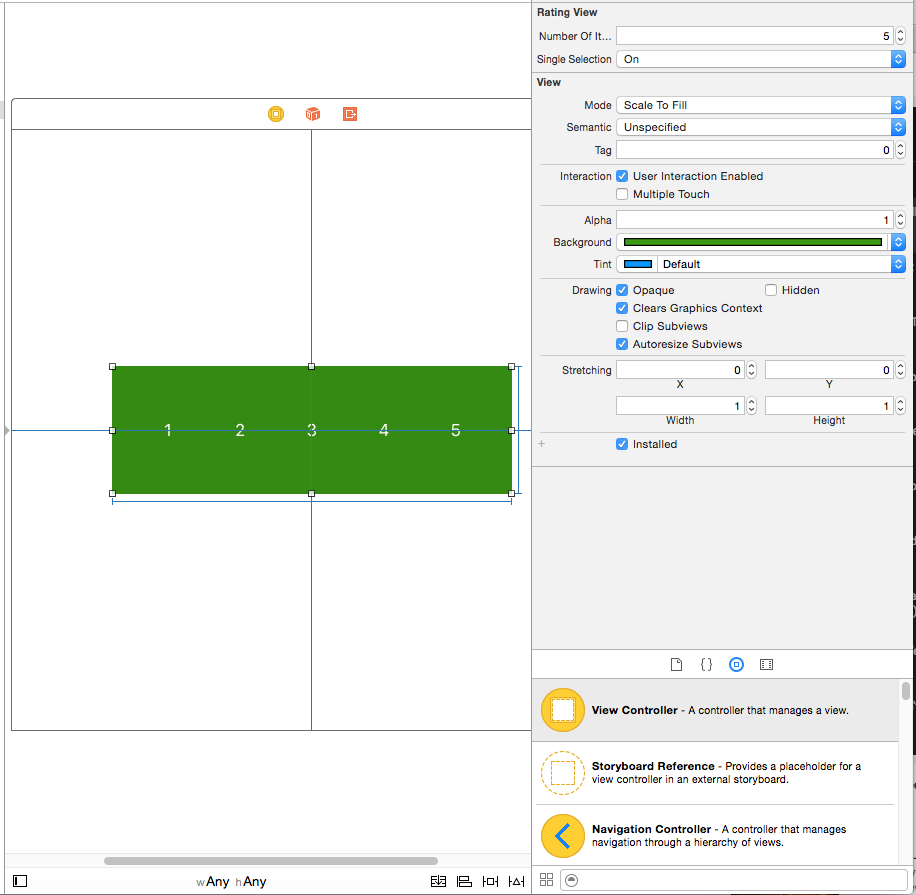 Rating View
Number Of It... 5
Single Selection On
View
Mode Scale To Fill
Semantic Unspecified
Tag 0
Interaction User Interaction Enabled
Multiple Touch
Alpha 1
Background
Tint Default
Drawing Opaque Hidden
Clears Graphics Context
Clip Subviews
Autoresize Subviews
Stretching 0 0
X Y
1 1
Width Height
+ Installed
1 2 3 4 5
{ }
View Controller - A controller that manages a view.
Storyboard Reference - Provides a placeholder for a
view controller in an external storyboard.
Navigation Controller - A controller that manages
navigation through a hierarchy of views.
wAny hAny